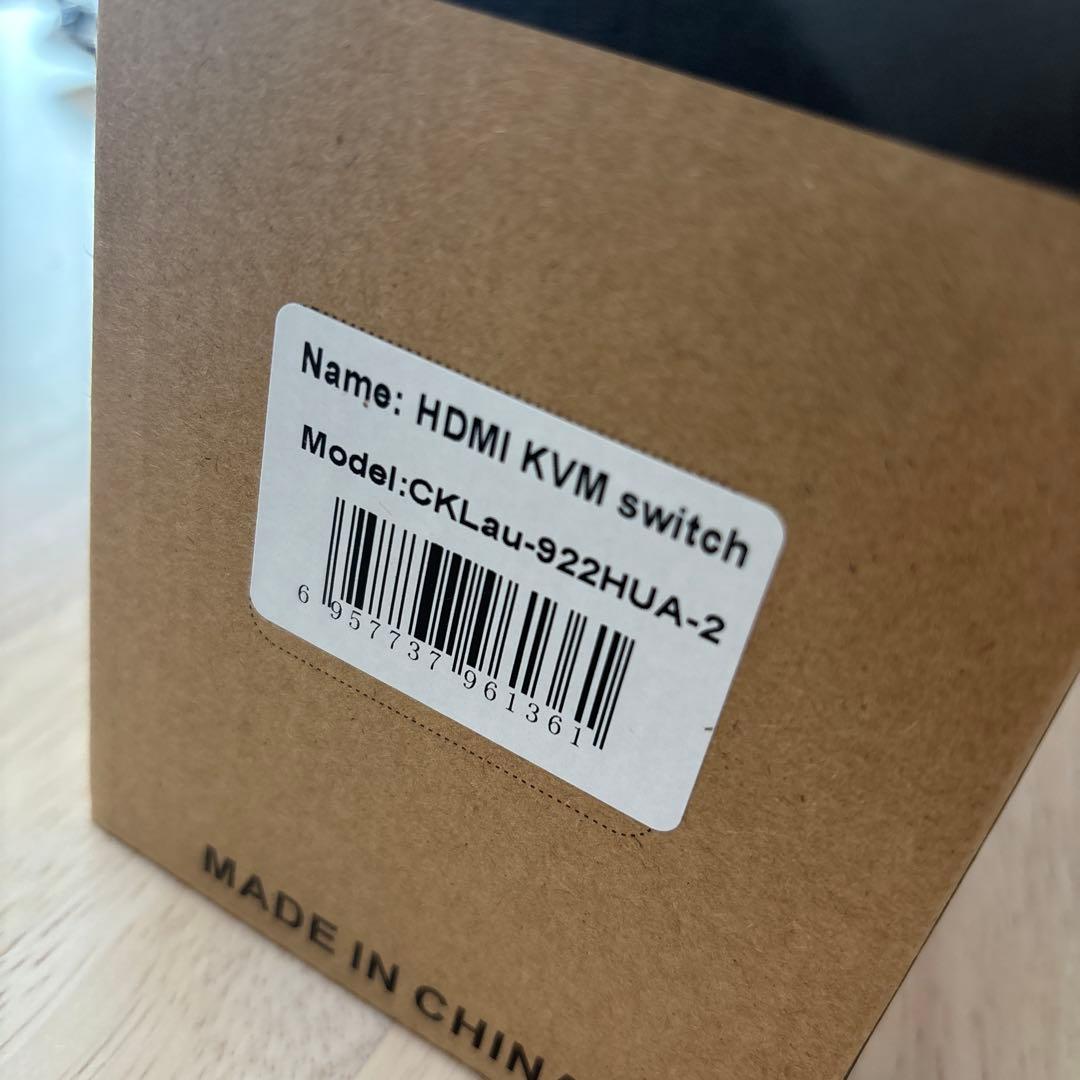 Name: HDMI KVM switch
Model:CKLau-922HUA-2
6 957737 961361
MADE IN CHINA